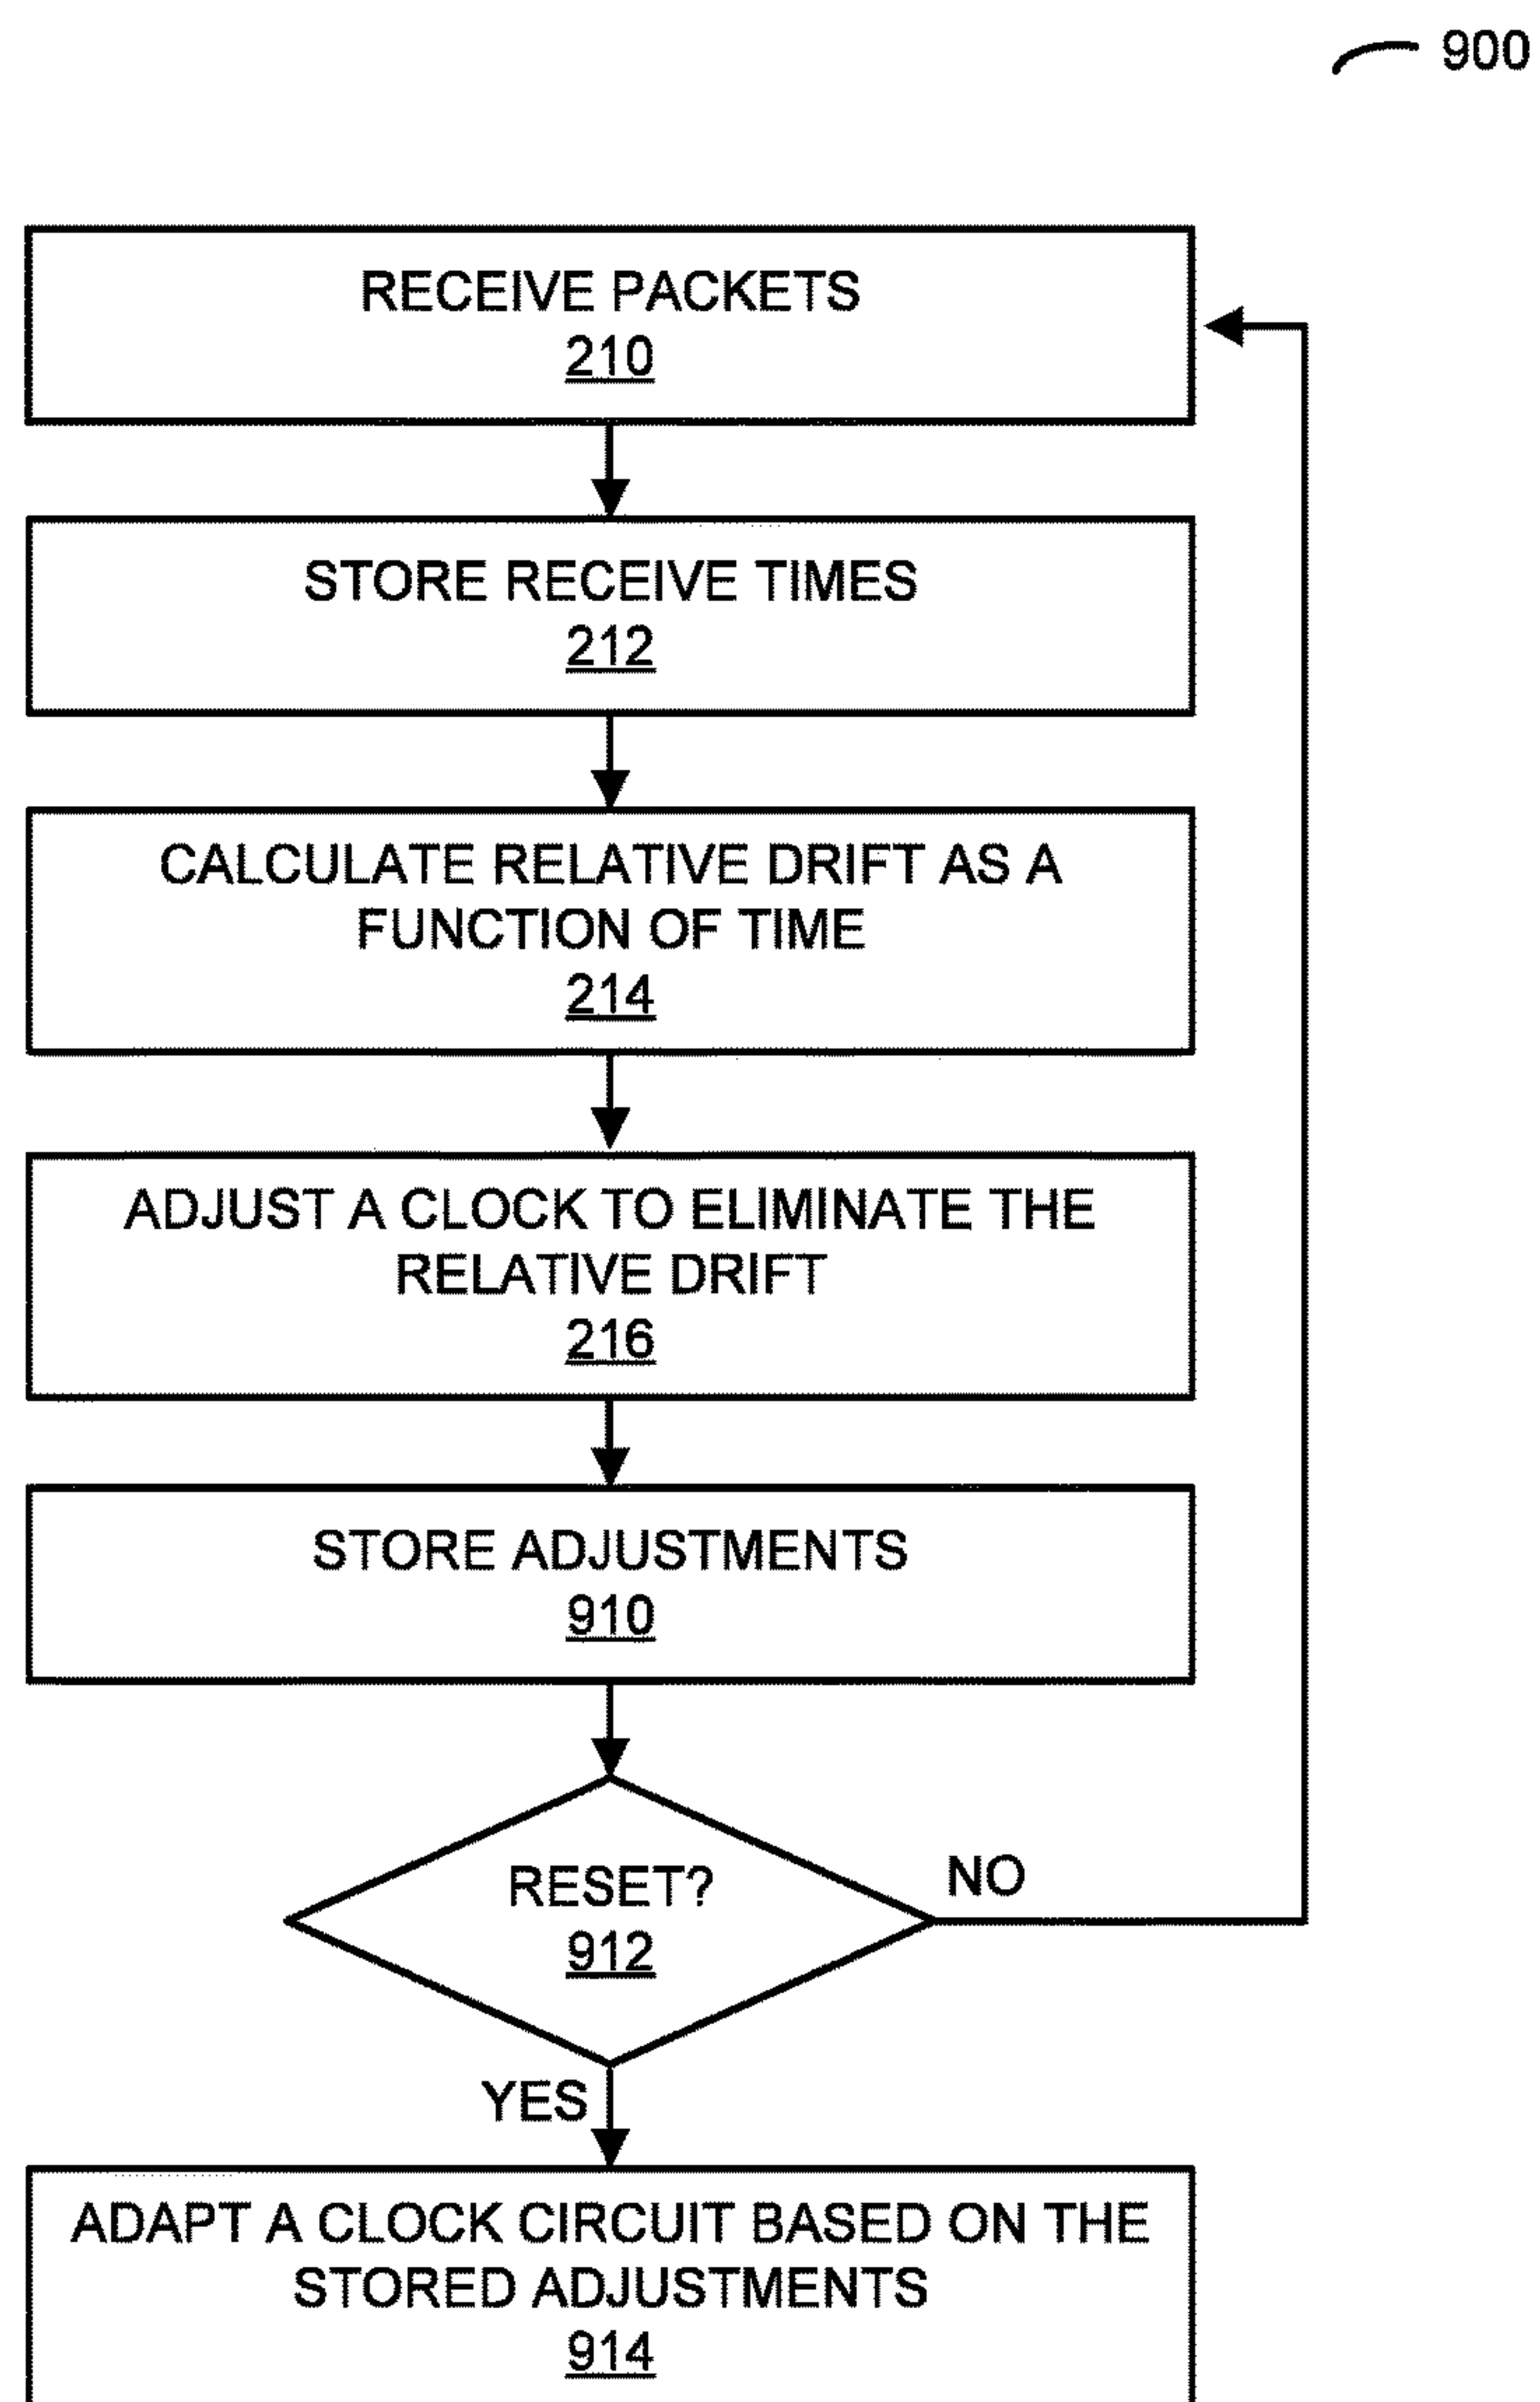 900
RECEIVE PACKETS
210
STORE RECEIVE TIMES
212
CALCULATE RELATIVE DRIFT AS A
FUNCTION OF TIME
214
ADJUST A CLOCK TO ELIMINATE THE
RELATIVE DRIFT
216
STORE ADJUSTMENTS
910
RESET?
912
NO
YES
ADAPT A CLOCK CIRCUIT BASED ON THE
STORED ADJUSTMENTS
914